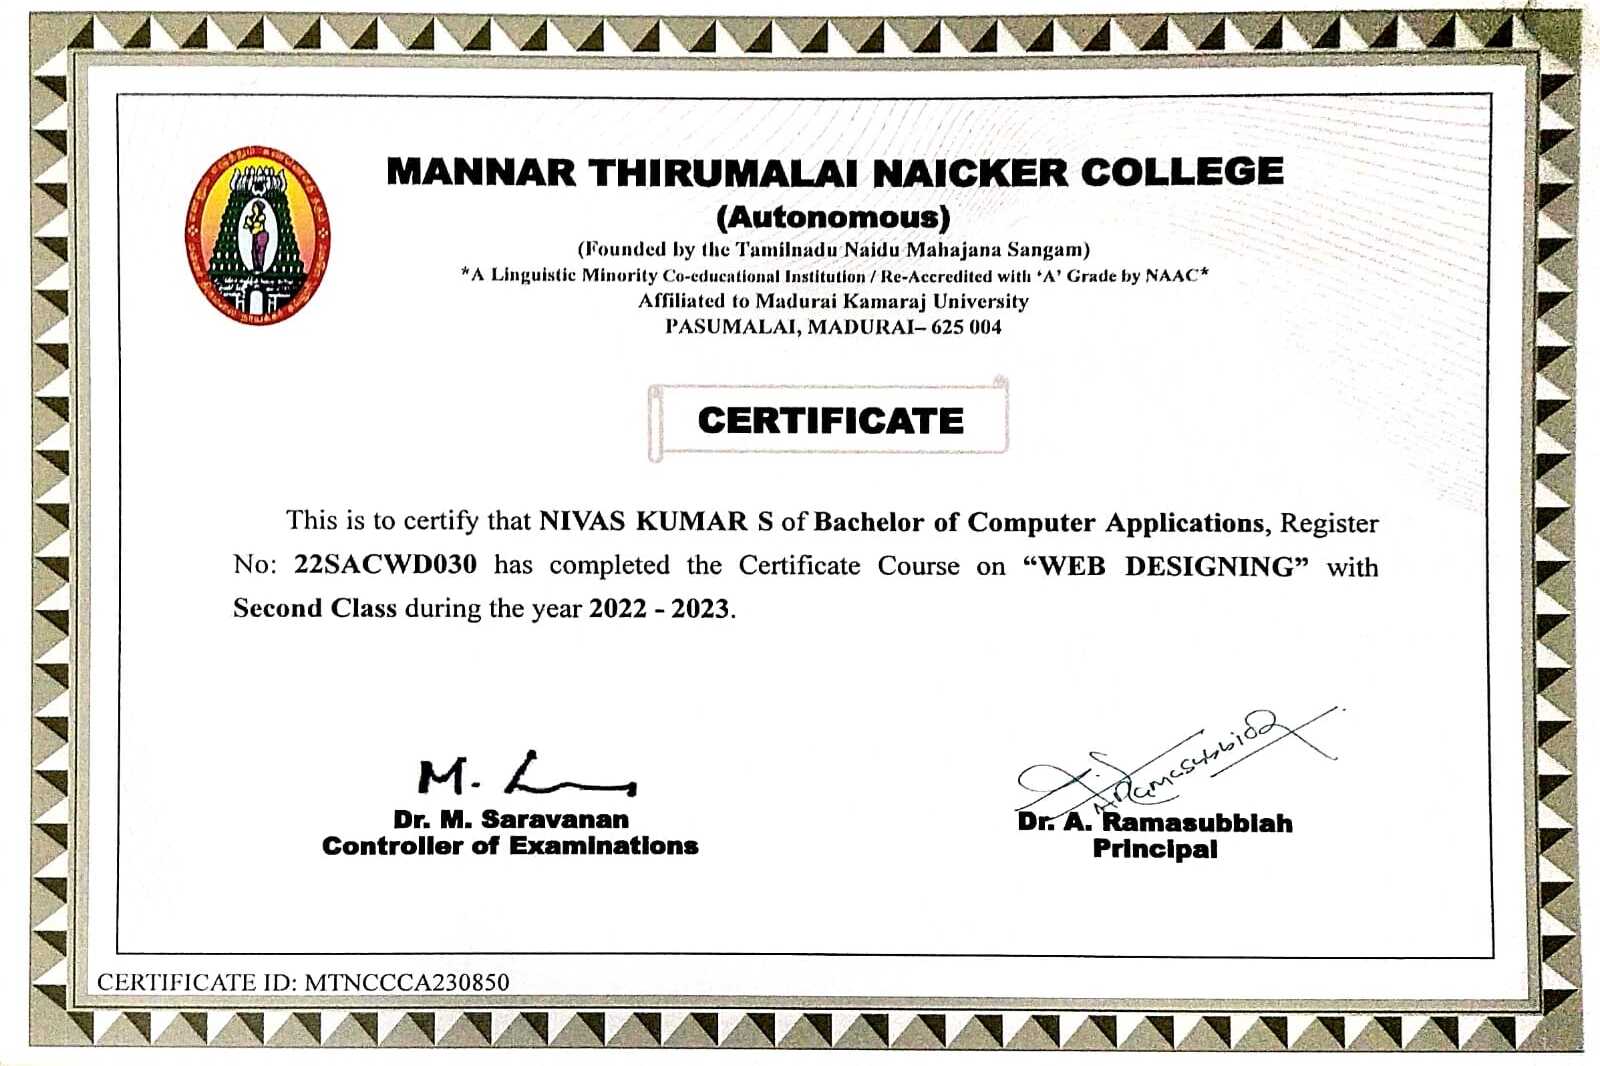 MANNAR THIRUMALAI NAICKER COLLEGE
(Autonomous)
(Founded by the Tamilnadu Naidu Mahajana Sangam)
*A Linguistic Minority Co-educational Institution / Re-Accredited with ‘A’ Grade by NAAC*
Affiliated to Madurai Kamaraj University
PASUMALAI, MADURAI– 625 004
CERTIFICATE
This is to certify that NIVAS KUMAR S of Bachelor of Computer Applications, Register
No: 22SACWD030 has completed the Certificate Course on “WEB DESIGNING” with
Second Class during the year 2022 - 2023.
Dr. M. Saravanan
Controller of Examinations
ARamasubbiah
Dr. A. Ramasubbiah
Principal
CERTIFICATE ID: MTNCCCA230850